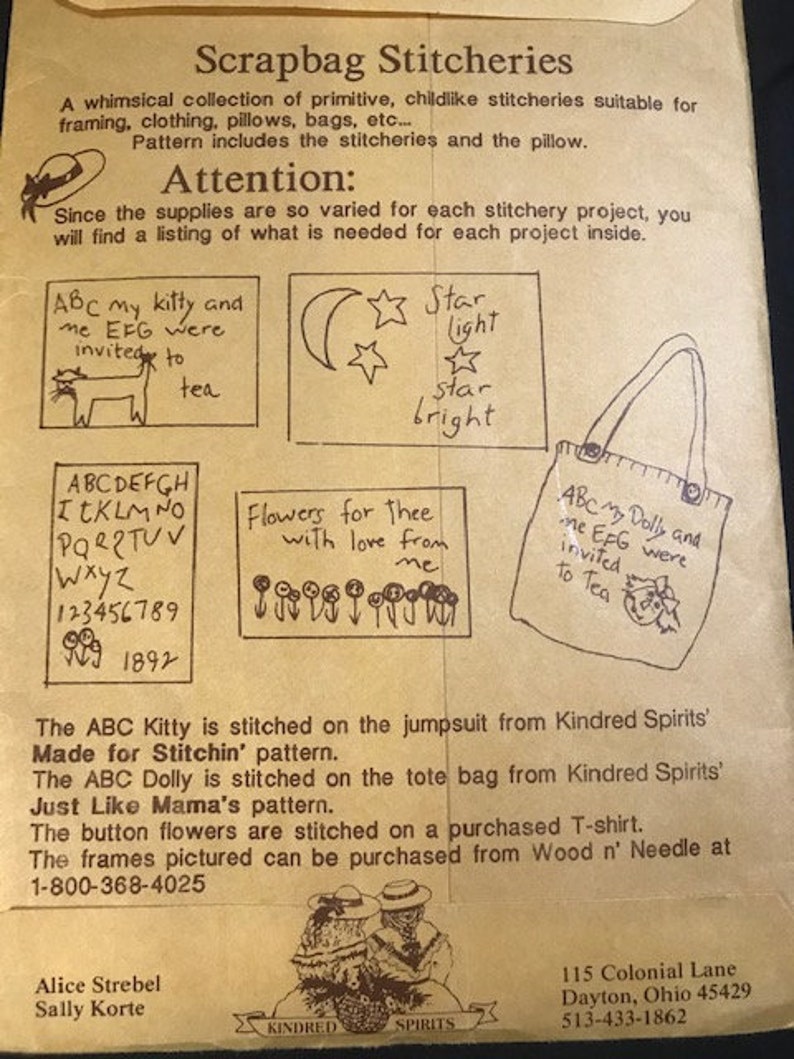 Scrapbag Stitcheries
A whimsical collection of primitive, childlike stitcheries suitable for
framing, clothing, pillows, bags, etc...
Pattern includes the stitcheries and the pillow.
Attention:
Since the supplies are so varied for each stitchery project, you
will find a listing of what is needed for each project inside.
ABC my kitty and
me EFG were
invited to
tea
Star
light
star
bright
ABCDEFGH
IJKLMNO
PQRSTUV
WXYZ
123456789
1892
Flowers for thee
with love from
me
ABC my Dolly and
me EFG were
invited
to Tea
The ABC Kitty is stitched on the jumpsuit from Kindred Spirits'
Made for Stitchin' pattern.
The ABC Dolly is stitched on the tote bag from Kindred Spirits'
Just Like Mama's pattern.
The button flowers are stitched on a purchased T-shirt.
The frames pictured can be purchased from Wood n' Needle at
1-800-368-4025
Alice Strebel
Sally Korte
KINDRED SPIRITS
115 Colonial Lane
Dayton, Ohio 45429
513-433-1862